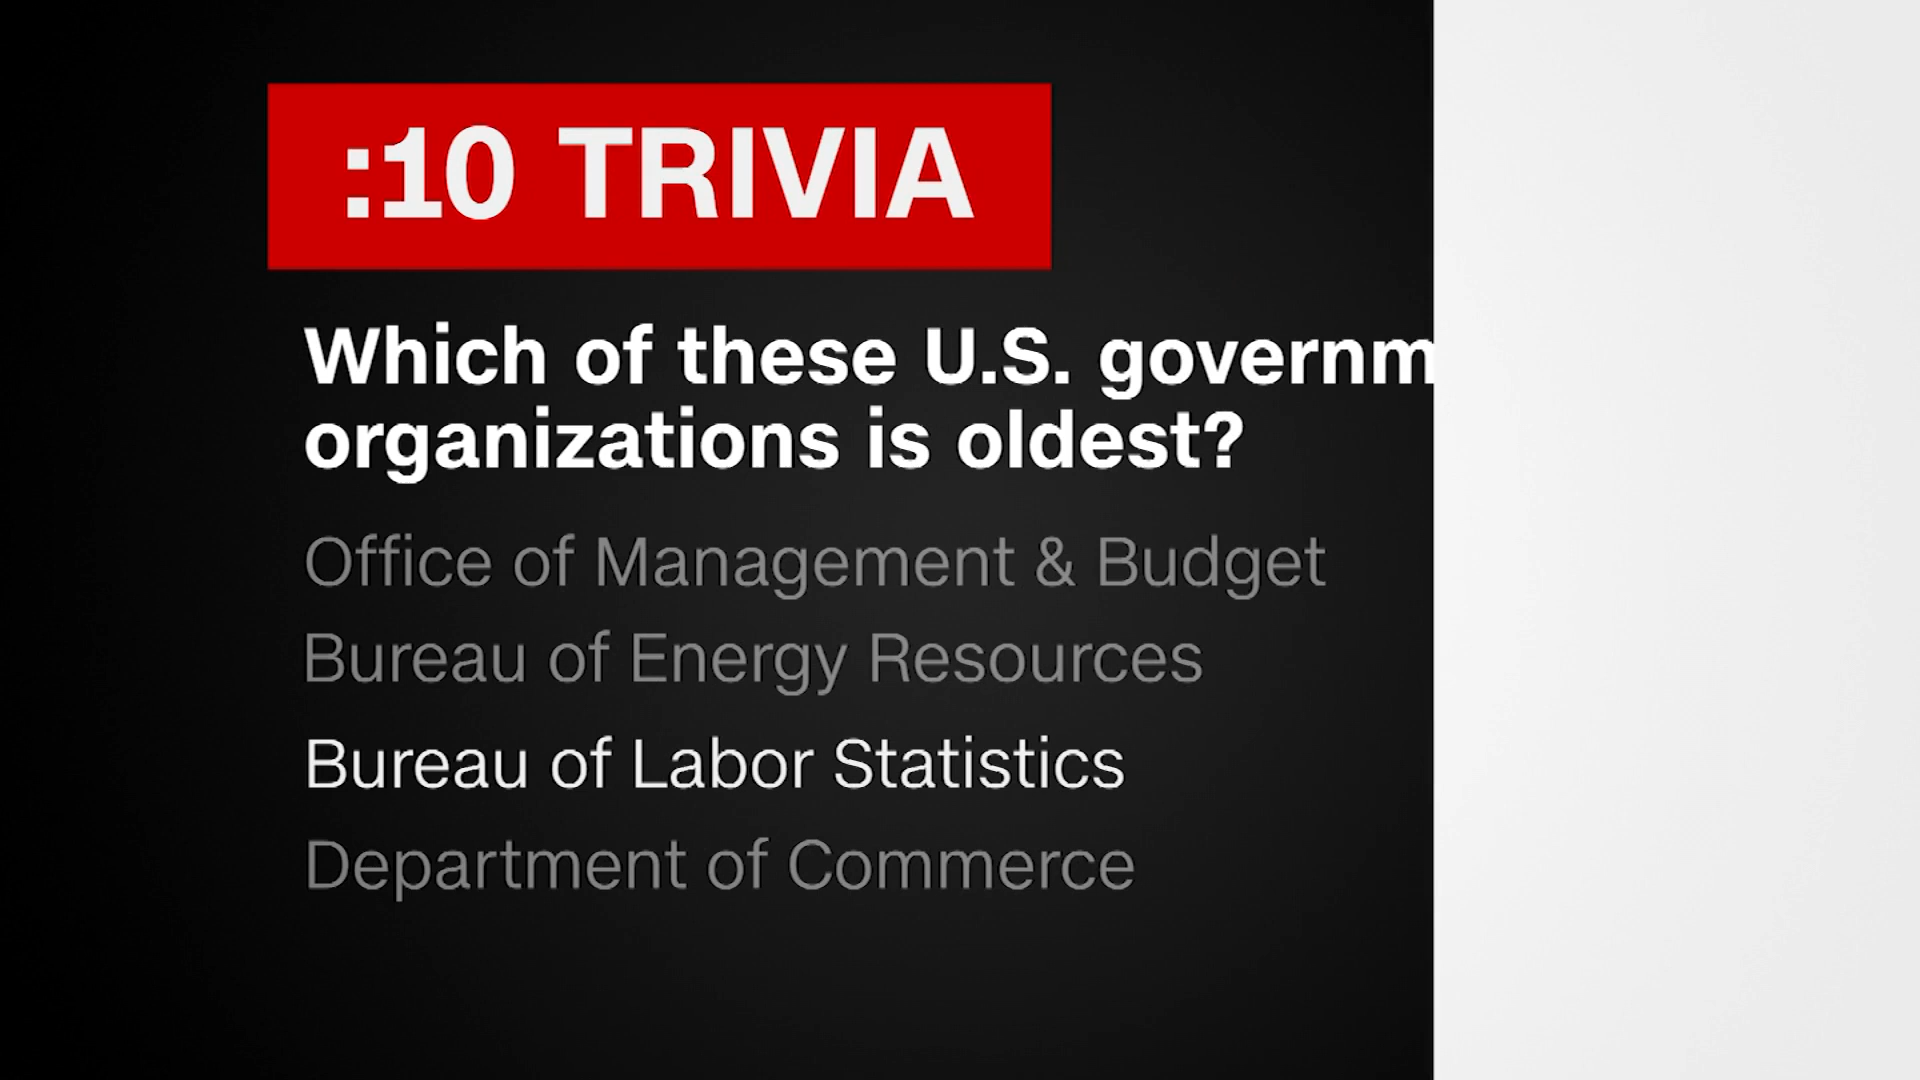 :10 TRIVIA
Which of these U.S. governm
organizations is oldest?
Office of Management & Budget
Bureau of Energy Resources
Bureau of Labor Statistics
Department of Commerce